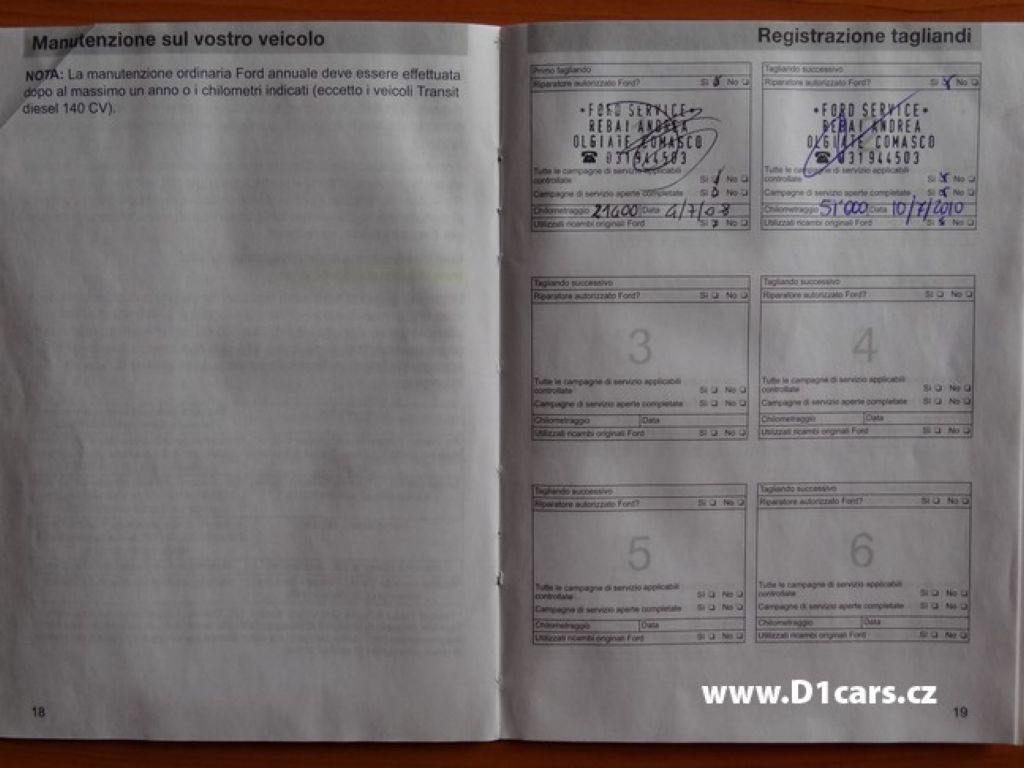 Manutenzione sul vostro veicolo
NOTA: La manutenzione ordinaria Ford annuale deve essere effettuata
dopo al massimo un anno o i chilometri indicati (eccetto i veicoli Transit
diesel 140 CV).
18
Registrazione tagliandi
Primo tagliando
Riparatore autorizzato Ford? Sì No
•FORD SERVICE•
REBAI ANDREA
OLGIATE COMASCO
☎ 031944503
Tutte le campagne di servizio applicabili
controllate Sì No
Campagne di servizio aperte completate Sì No
Chilometraggio 21400 Data 4/7/08
Utilizzati ricambi originali Ford Sì No
Tagliando successivo
Riparatore autorizzato Ford? Sì No
•FORD SERVICE•
REBAI ANDREA
OLGIATE COMASCO
☎ 031944503
Tutte le campagne di servizio applicabili
controllate Sì No
Campagne di servizio aperte completate Sì No
Chilometraggio 51'000 Data 10/7/2010
Utilizzati ricambi originali Ford Sì No
Tagliando successivo
Riparatore autorizzato Ford? Sì No
3
Tutte le campagne di servizio applicabili
controllate Sì No
Campagne di servizio aperte completate Sì No
Chilometraggio Data
Utilizzati ricambi originali Ford Sì No
Tagliando successivo
Riparatore autorizzato Ford? Sì No
4
Tutte le campagne di servizio applicabili
controllate Sì No
Campagne di servizio aperte completate Sì No
Chilometraggio Data
Utilizzati ricambi originali Ford Sì No
Tagliando successivo
Riparatore autorizzato Ford? Sì No
5
Tutte le campagne di servizio applicabili
controllate Sì No
Campagne di servizio aperte completate Sì No
Chilometraggio Data
Utilizzati ricambi originali Ford Sì No
Tagliando successivo
Riparatore autorizzato Ford? Sì No
6
Tutte le campagne di servizio applicabili
controllate Sì No
Campagne di servizio aperte completate Sì No
Chilometraggio Data
Utilizzati ricambi originali Ford Sì No
www.D1cars.cz
19